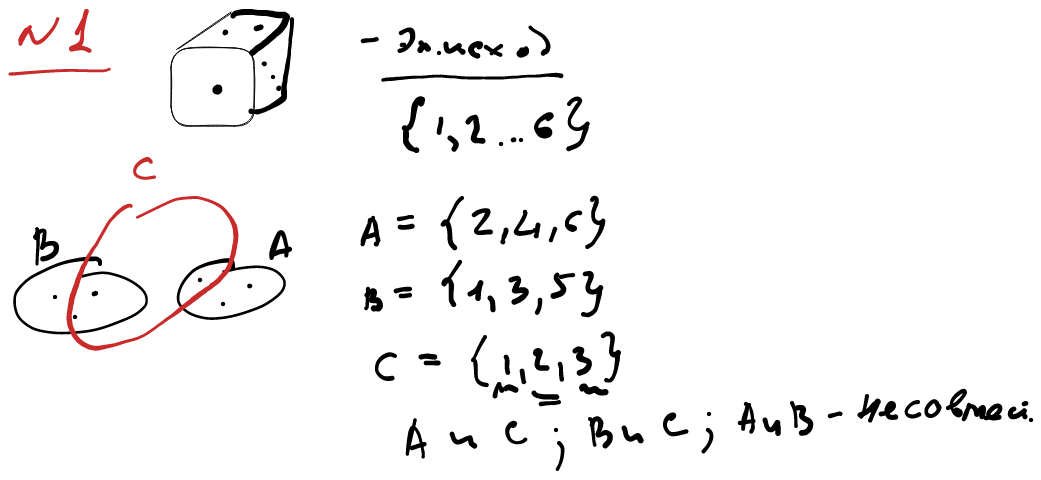 №1
- Эл. исход
{1, 2 ... 6}
C
B
A
A = {2, 4, 6}
B = {1, 3, 5}
C = {1, 2, 3}
A и C ; B и C ; A и B - несовмест.